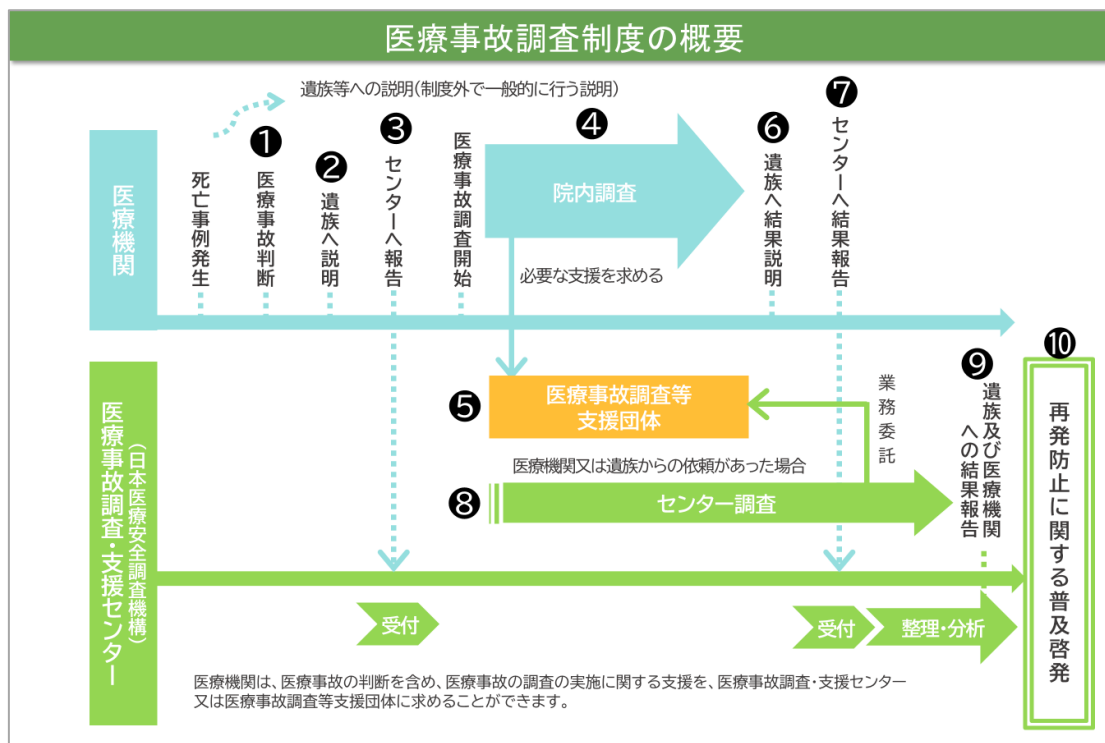 医療事故調査制度の概要
遺族等への説明(制度外で一般的に行う説明)
医療機関
死亡事例発生
❶
医療事故判断
❷
遺族へ説明
❸
センターへ報告
医療事故調査開始
❹
院内調査
必要な支援を求める
❻
遺族へ結果説明
❼
センターへ結果報告
医療事故調査・支援センター
(日本医療安全調査機構)
❺
医療事故調査等
支援団体
業務委託
医療機関又は遺族からの依頼があった場合
❽
センター調査
❾
遺族及び医療機関
への結果報告
❿
再発防止に関する普及啓発
受付
受付
整理・分析
医療機関は、医療事故の判断を含め、医療事故の調査の実施に関する支援を、医療事故調査・支援センター
又は医療事故調査等支援団体に求めることができます。